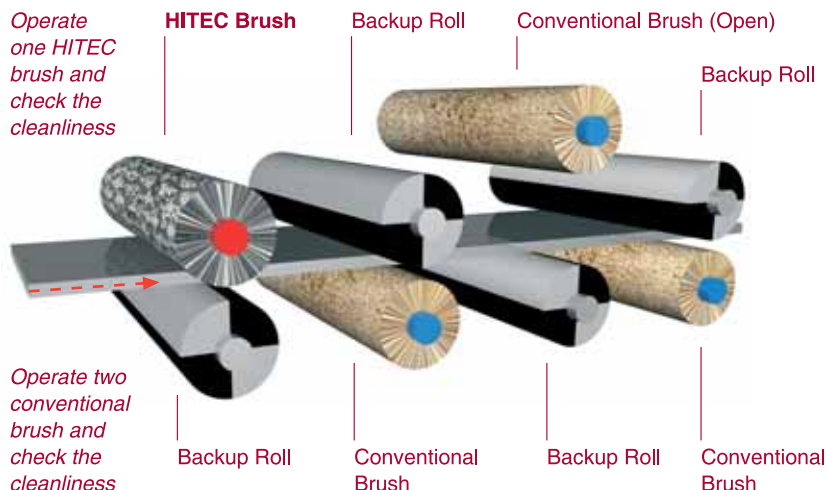 Operate
one HITEC
brush and
check the
cleanliness
HITEC Brush
Backup Roll
Conventional Brush (Open)
Backup Roll
Operate two
conventional
brush and
check the
cleanliness
Backup Roll
Conventional
Brush
Backup Roll
Conventional
Brush